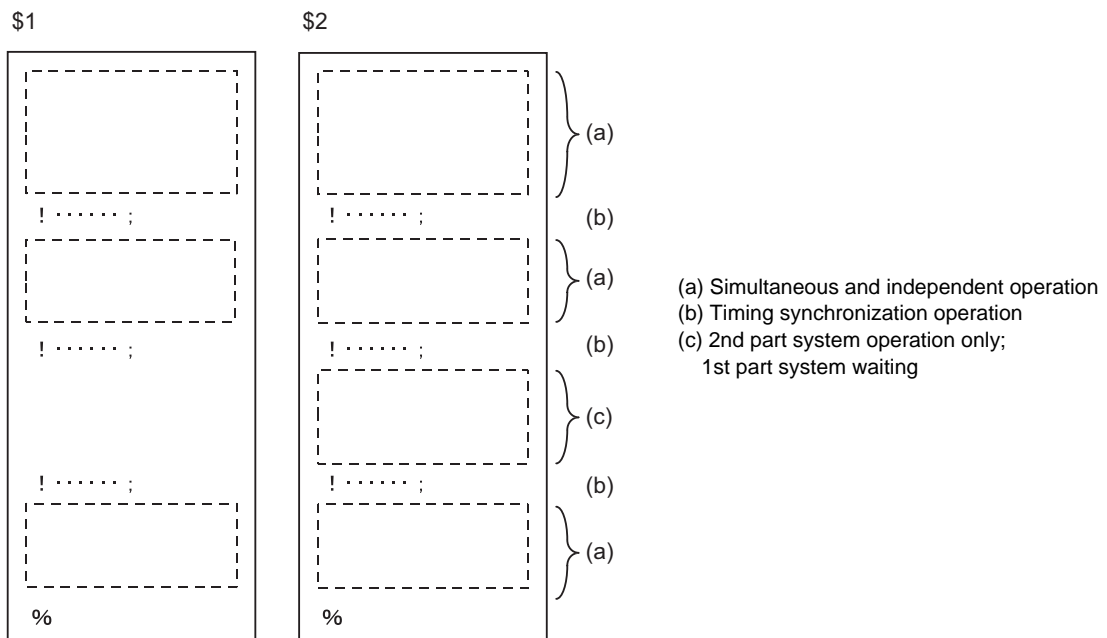 $1 $2
(a)
! ······ ; ! ······ ; (b)
(a)
(a) Simultaneous and independent operation
(b) Timing synchronization operation
(c) 2nd part system operation only;
1st part system waiting
! ······ ; ! ······ ; (b)
(c)
! ······ ; ! ······ ; (b)
(a)
% %